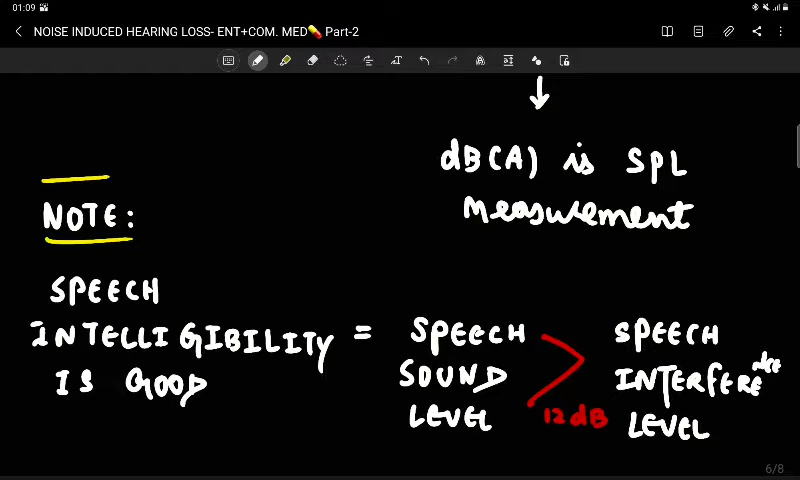 01:09
NOISE INDUCED HEARING LOSS- ENT+COM. MED💊 Part-2
dB(A) is SPL
Measurement
NOTE:
SPEECH
INTELLIGIBILITY = SPEECH > SPEECH
IS GOOD SOUND INTERFERENCE
LEVEL 12dB LEVEL
6/8